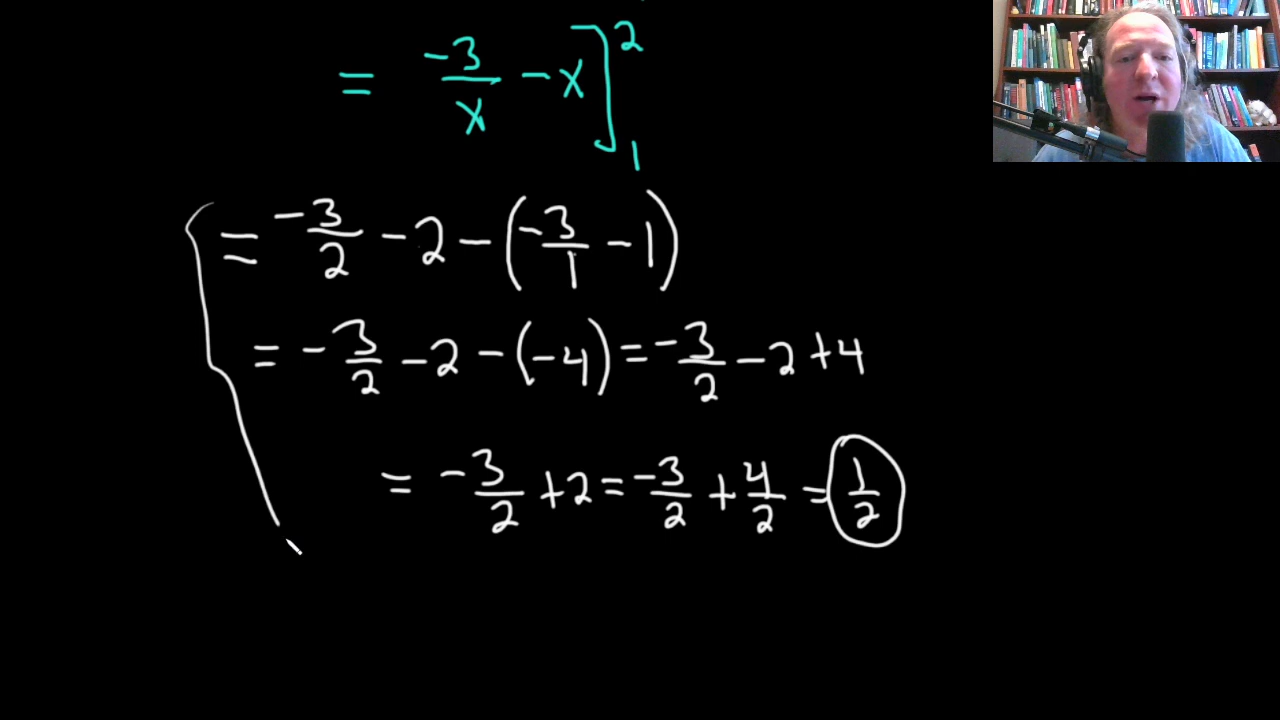 = -3/x - x]₁²
= -3/2 - 2 - (-3/1 - 1)
= -3/2 - 2 - (-4) = -3/2 - 2 + 4
= -3/2 + 2 = -3/2 + 4/2 = 1/2